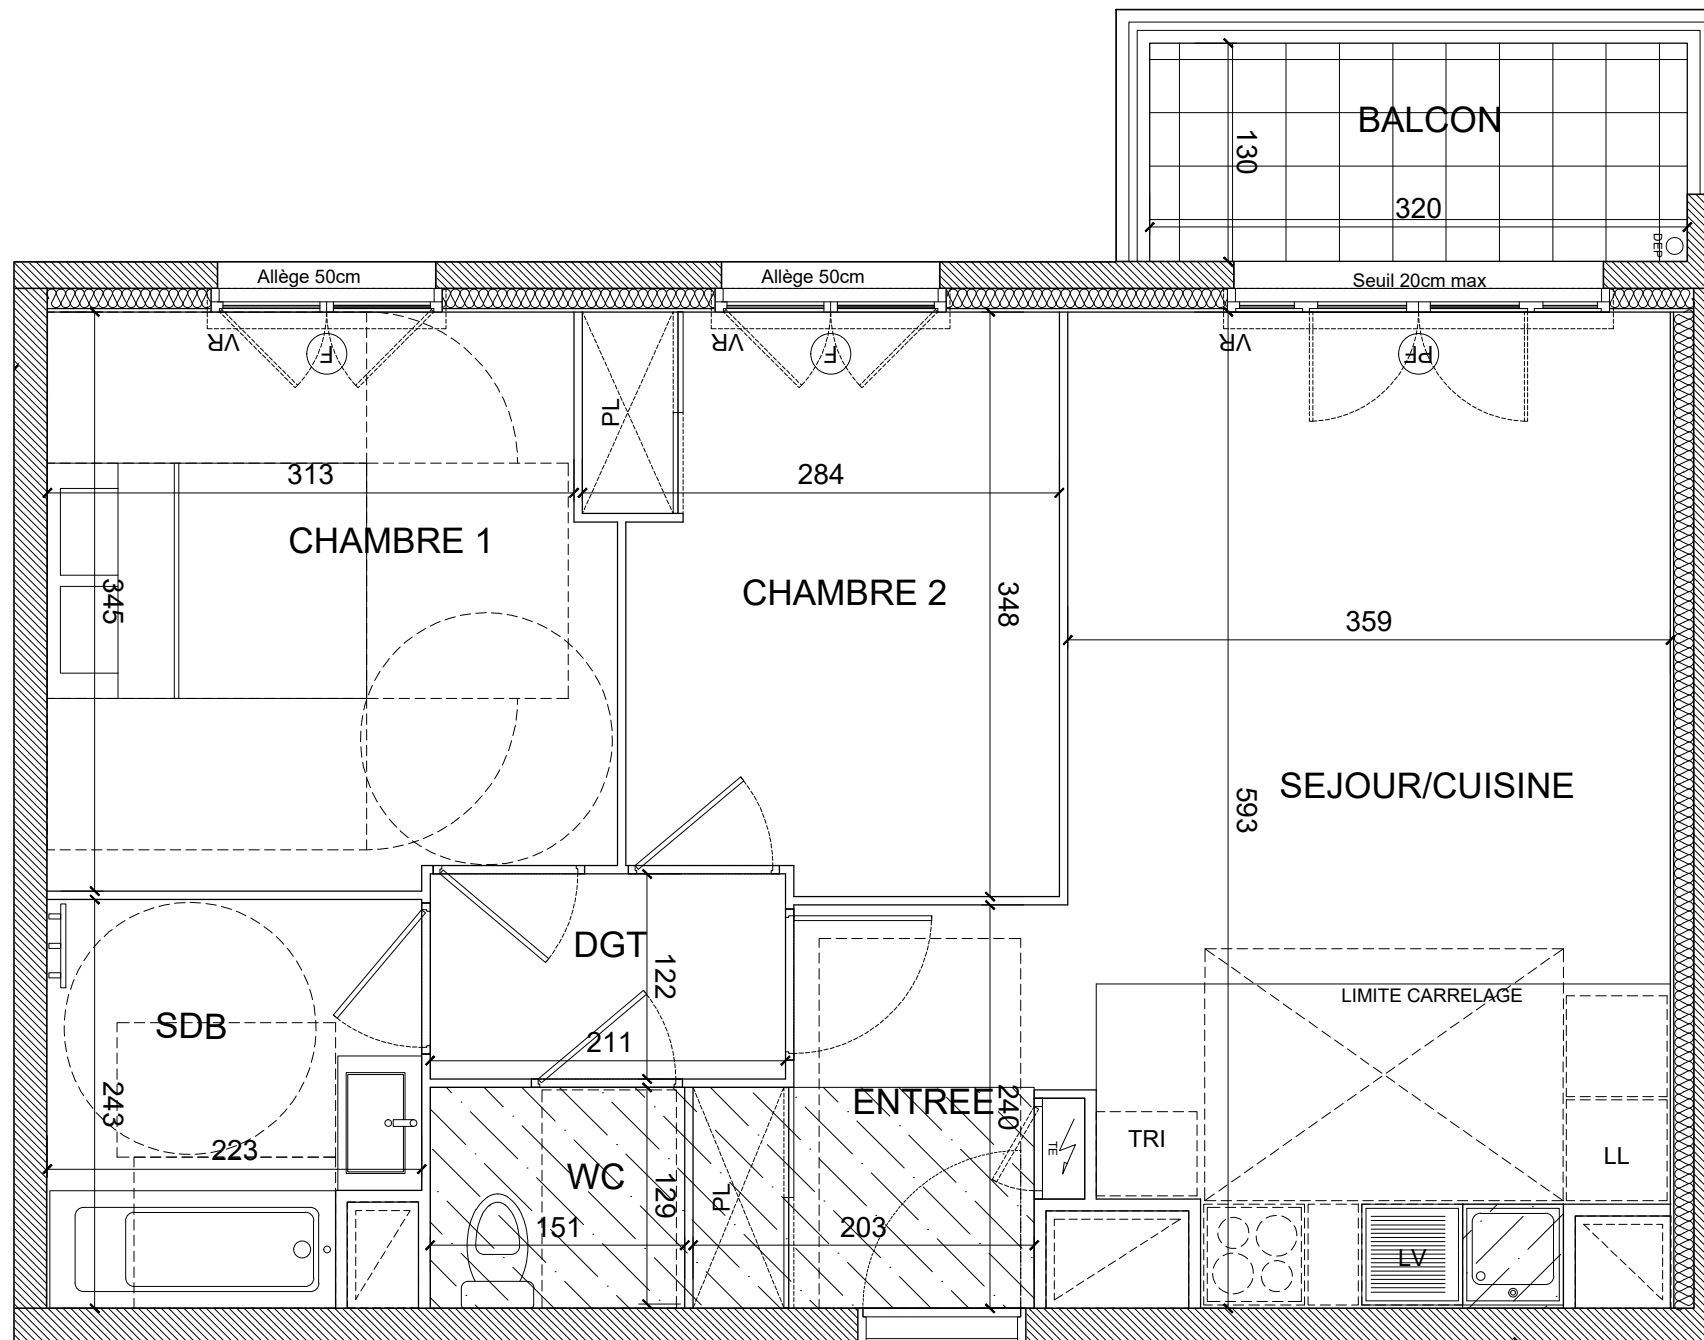 BALCON
130
320
DEP
Allège 50cm
Allège 50cm
Seuil 20cm max
VR
F
VR
F
VR
PF
PL
313
284
CHAMBRE 1
CHAMBRE 2
345
348
359
SEJOUR/CUISINE
593
DGT
122
211
LIMITE CARRELAGE
SDB
243
223
ENTREE
240
TE
TRI
LL
WC
129
151
PL
203
LV